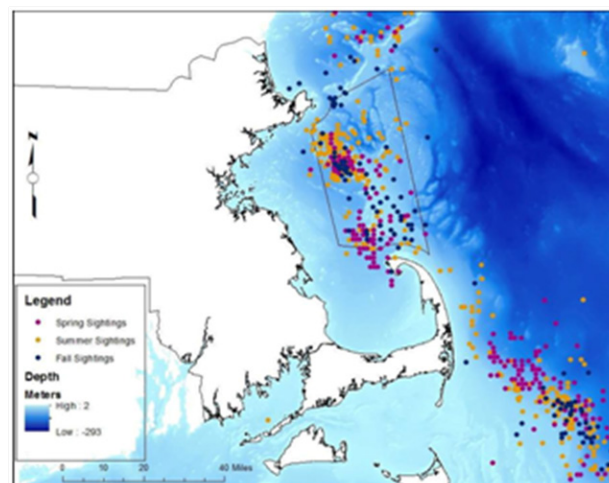 N
Legend
Spring Sightings
Summer Sightings
Fall Sightings
Depth
Meters
High : 2
Low : -293
0 10 20 40 Miles